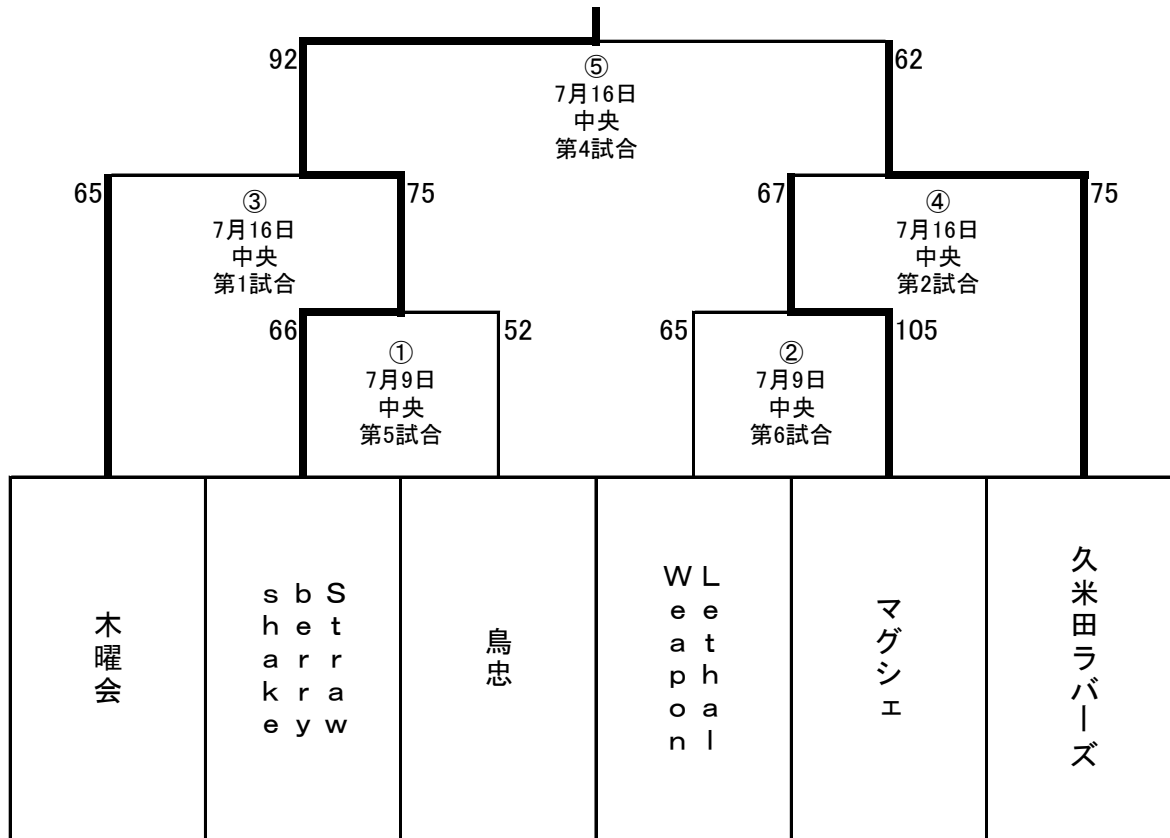 92
62
⑤
7月16日
中央
第4試合
65
75
67
75
③
7月16日
中央
第1試合
④
7月16日
中央
第2試合
66
52
65
105
①
7月9日
中央
第5試合
②
7月9日
中央
第6試合
木曜会
Straw
berry
shake
鳥忠
Lethal
Weapon
マグシェ
久米田ラバーズ